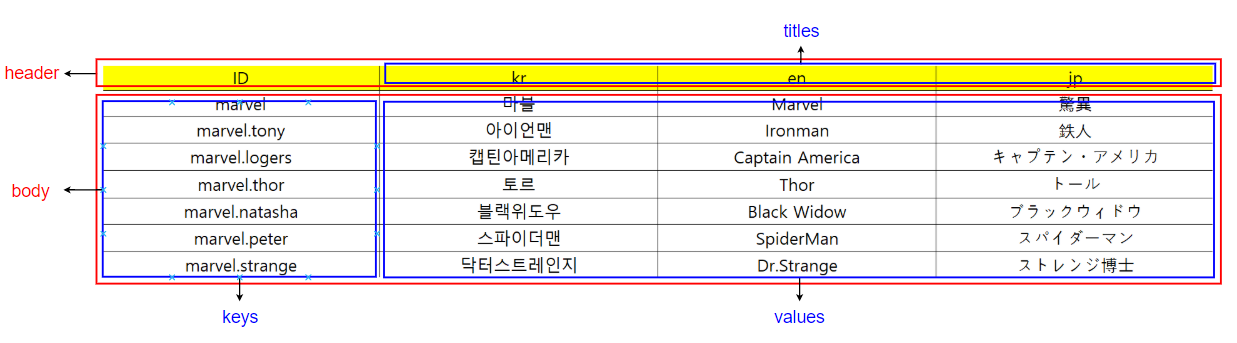 titles
header
ID kr en jp
marvel 마블 Marvel 驚異
marvel.tony 아이언맨 Ironman 鉄人
marvel.logers 캡틴아메리카 Captain America キャプテン・アメリカ
body
marvel.thor 토르 Thor トール
marvel.natasha 블랙위도우 Black Widow ブラックウィドウ
marvel.peter 스파이더맨 SpiderMan スパイダーマン
marvel.strange 닥터스트레인지 Dr.Strange ストレンジ博士
keys values